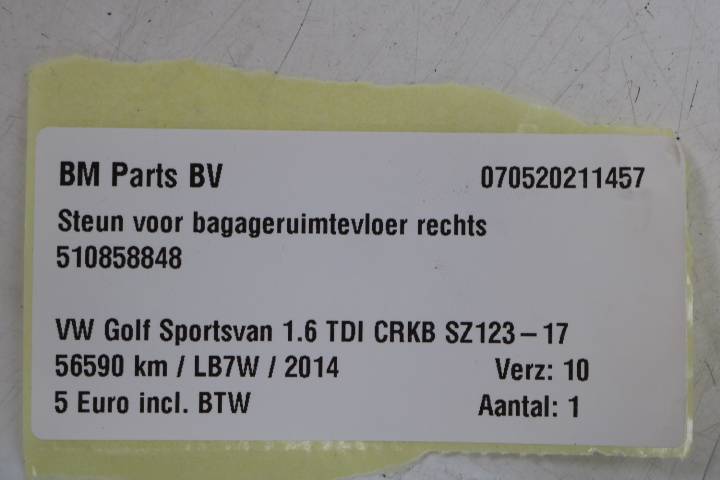 BM Parts BV 070520211457
Steun voor bagageruimtevloer rechts
510858848
VW Golf Sportsvan 1.6 TDI CRKB SZ123-17
56590 km / LB7W / 2014 Verz: 10
5 Euro incl. BTW Aantal: 1